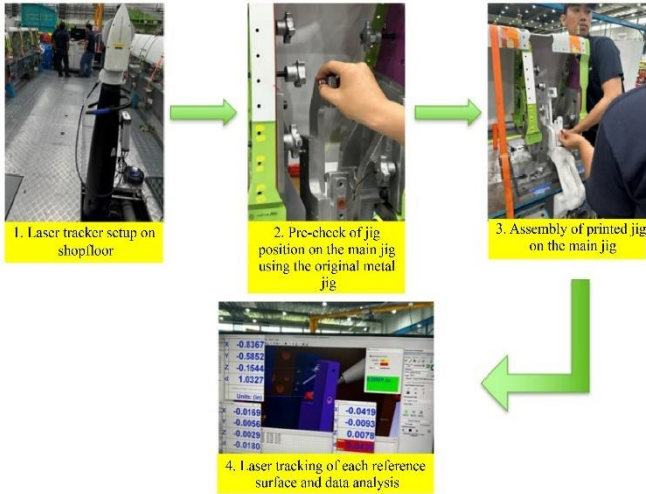 1. Laser tracker setup on
shopfloor
2. Pre-check of jig
position on the main jig
using the original metal
jig
3. Assembly of printed jig
on the main jig
X -0.8367
Y -0.5852
Z -0.1544
d 1.0327
Units: (in)
-0.0169
-0.0056
-0.0029
-0.0180
-0.0419
-0.0093
0.0078
4. Laser tracking of each reference
surface and data analysis